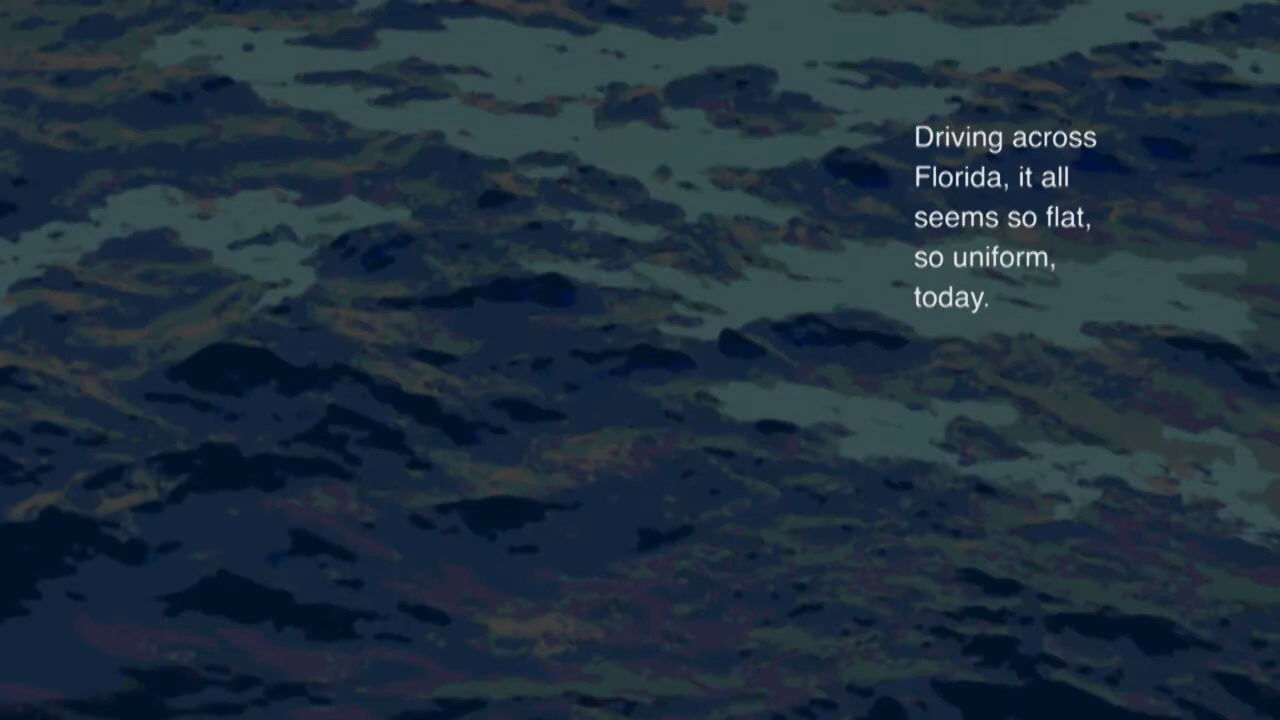 Driving across
Florida, it all
seems so flat,
so uniform,
today.